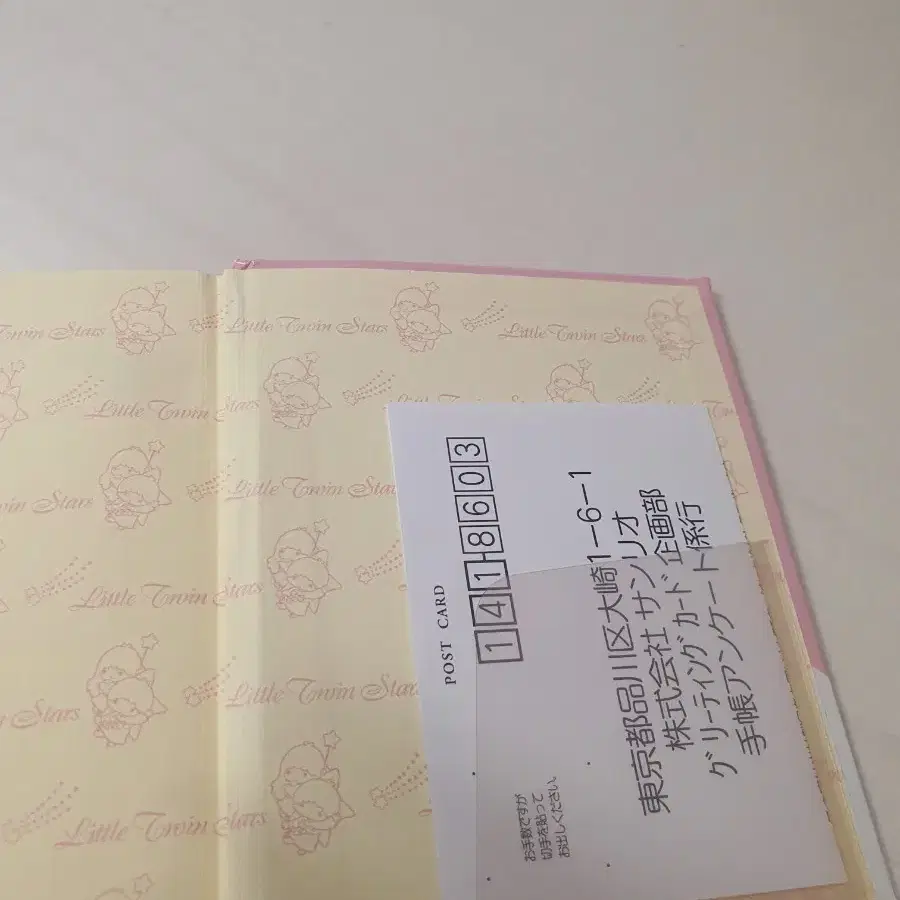 Little Twin Stars
Little Twin Stars
Little Twin Stars
Little Twin Stars
Little Twin Stars
Little Twin Stars
Little Twin Stars
POST CARD
1418603
東京都品川区大崎1-6-1
株式会社 サンリオ
グリーティングカード 企画部
手帳アンケート係行
お手数ですが
切手を貼って
お出しください。